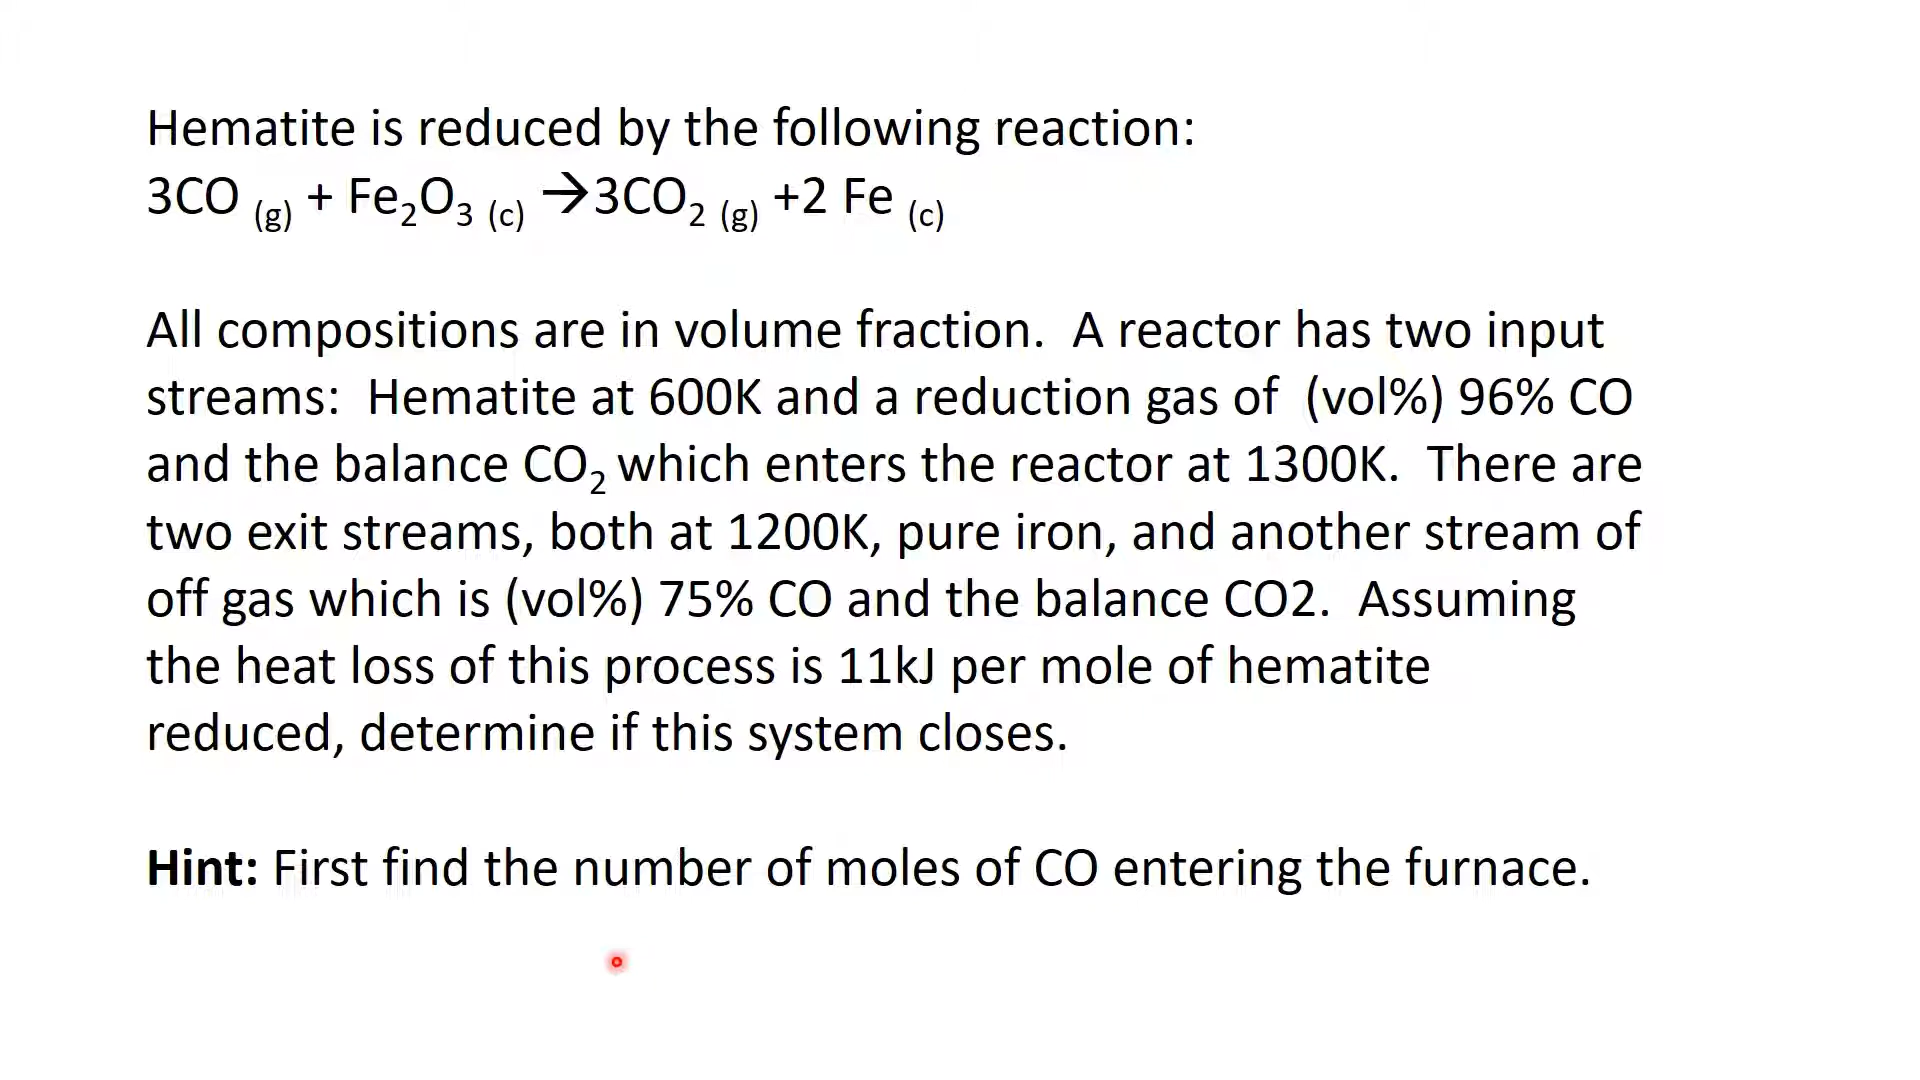 Hematite is reduced by the following reaction:
3CO (g) + Fe2O3 (c) →3CO2 (g) +2 Fe (c)
All compositions are in volume fraction.  A reactor has two input
streams:  Hematite at 600K and a reduction gas of  (vol%) 96% CO
and the balance CO2 which enters the reactor at 1300K.  There are
two exit streams, both at 1200K, pure iron, and another stream of
off gas which is (vol%) 75% CO and the balance CO2.  Assuming
the heat loss of this process is 11kJ per mole of hematite
reduced, determine if this system closes.
Hint: First find the number of moles of CO entering the furnace.